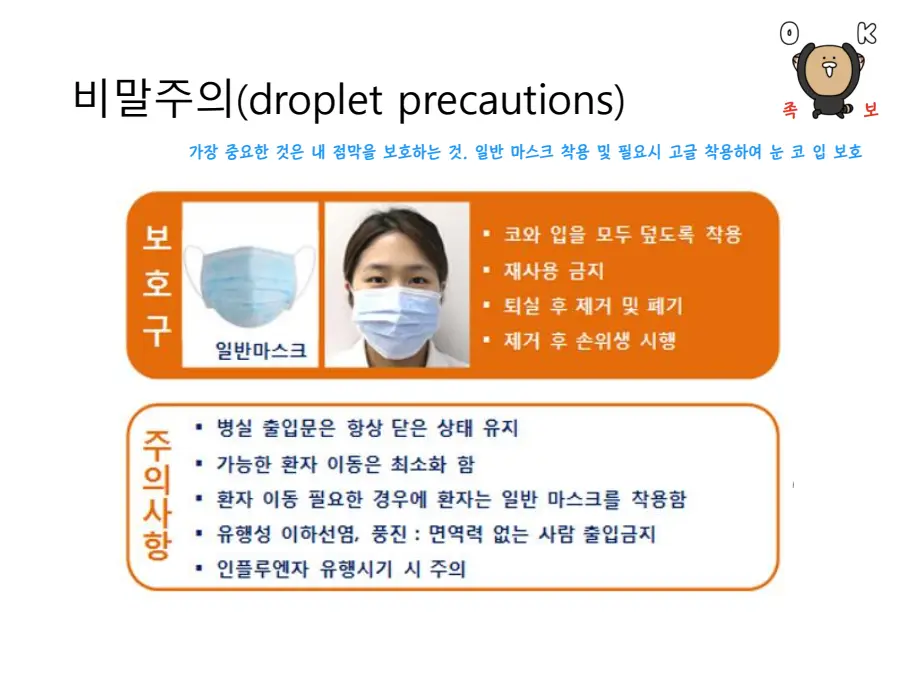 O K
족 보
비말주의(droplet precautions)
가장 중요한 것은 내 점막을 보호하는 것. 일반 마스크 착용 및 필요시 고글 착용하여 눈 코 입 보호
보호구
일반마스크
▪ 코와 입을 모두 덮도록 착용
▪ 재사용 금지
▪ 퇴실 후 제거 및 폐기
▪ 제거 후 손위생 시행
주의사항
▪ 병실 출입문은 항상 닫은 상태 유지
▪ 가능한 환자 이동은 최소화 함
▪ 환자 이동 필요한 경우에 환자는 일반 마스크를 착용함
▪ 유행성 이하선염, 풍진 : 면역력 없는 사람 출입금지
▪ 인플루엔자 유행시기 시 주의